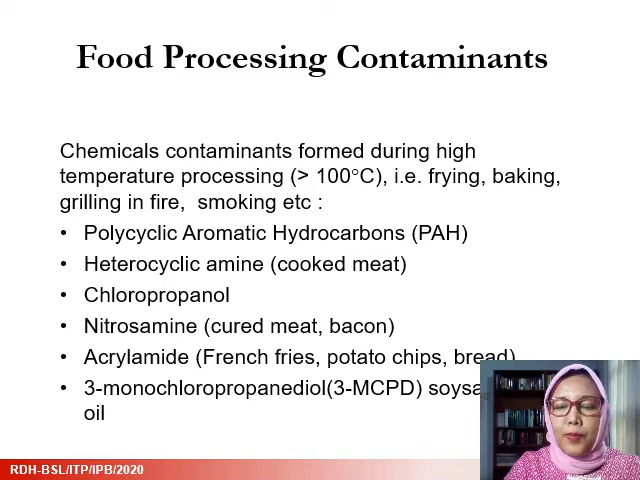 Food Processing Contaminants
Chemicals contaminants formed during high
temperature processing (> 100°C), i.e. frying, baking,
grilling in fire, smoking etc :
• Polycyclic Aromatic Hydrocarbons (PAH)
• Heterocyclic amine (cooked meat)
• Chloropropanol
• Nitrosamine (cured meat, bacon)
• Acrylamide (French fries, potato chips, bread)
• 3-monochloropropanediol(3-MCPD)
oil
RDH-BSL/ITP/IPB/2020